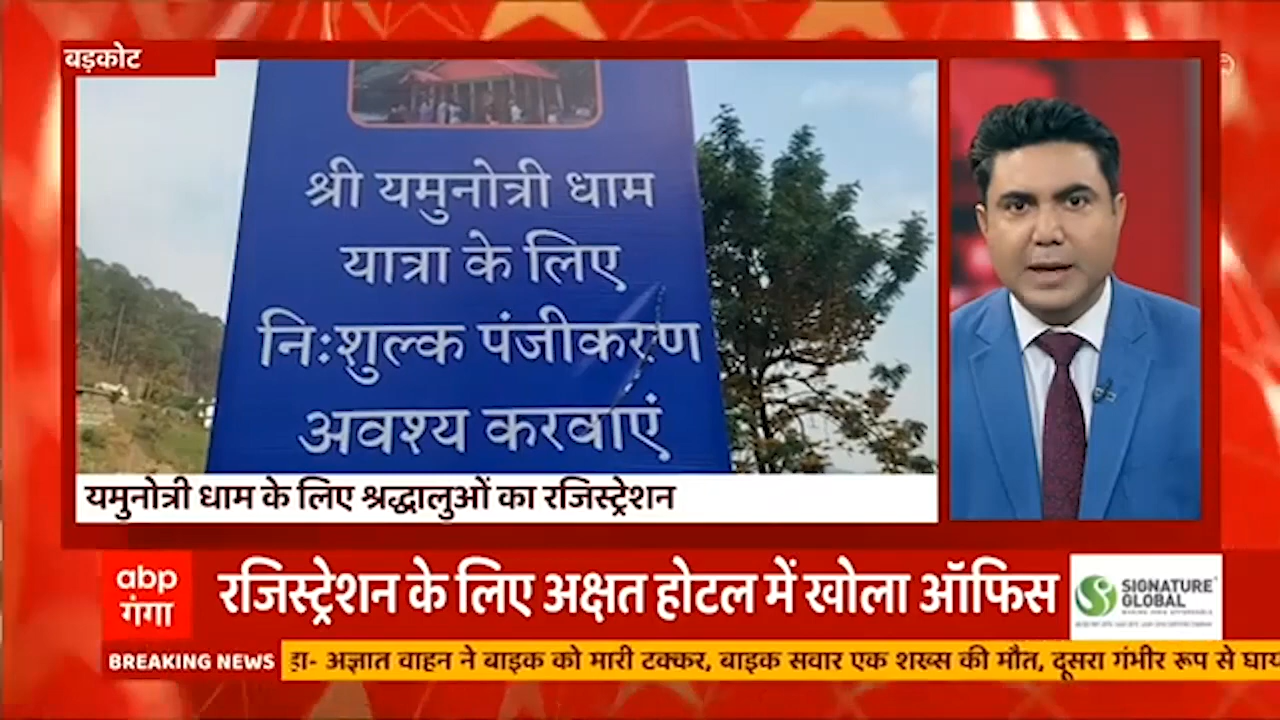 बड़कोट
श्री यमुनोत्री धाम
यात्रा के लिए
निःशुल्क पंजीकरण
अवश्य करवाएं
यमुनोत्री धाम के लिए श्रद्धालुओं का रजिस्ट्रेशन
abp
गंगा
रजिस्ट्रेशन के लिए अक्षत होटल में खोला ऑफिस
SIGNATURE
GLOBAL
BREAKING NEWS
ड़ा- अज्ञात वाहन ने बाइक को मारी टक्कर, बाइक सवार एक शख्स की मौत, दूसरा गंभीर रूप से घाय